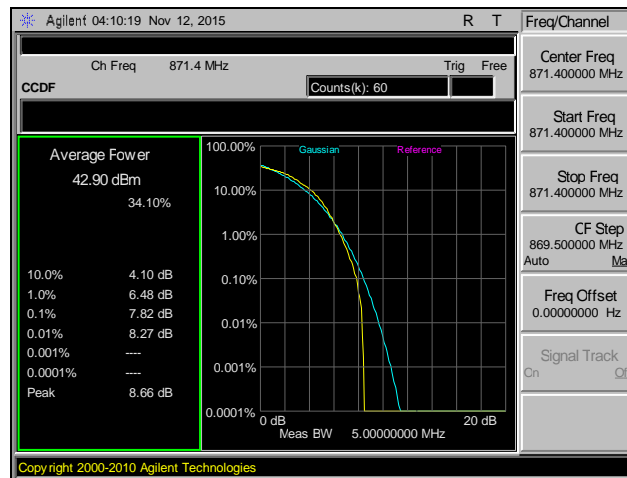 Agilent 04:10:19 Nov 12, 2015 R T
Freq/Channel
Ch Freq 871.4 MHz Trig Free
CCDF Counts(k): 60
Average Fower
42.90 dBm
34.10%
10.0% 4.10 dB
1.0% 6.48 dB
0.1% 7.82 dB
0.01% 8.27 dB
0.001% ----
0.0001% ----
Peak 8.66 dB
Gaussian Reference
100.00%
10.00%
1.00%
0.10%
0.01%
0.001%
0.0001%
0 dB 20 dB
Meas BW 5.00000000 MHz
Center Freq
871.400000 MHz
Start Freq
871.400000 MHz
Stop Freq
871.400000 MHz
CF Step
869.500000 MHz
Auto Ma
Freq Offset
0.00000000 Hz
Signal Track
On Of
Copyright 2000-2010 Agilent Technologies